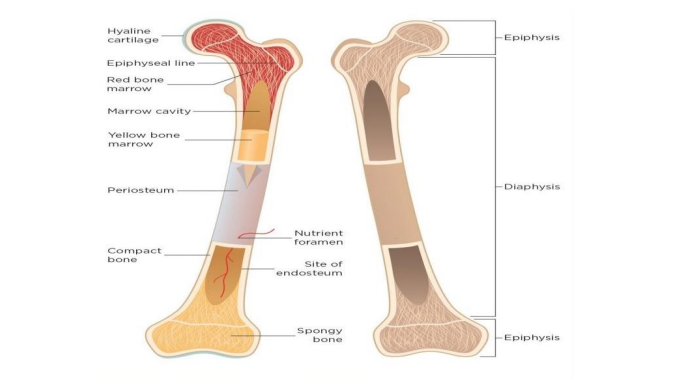 Hyaline
cartilage
Epiphyseal line
Red bone
marrow
Marrow cavity
Yellow bone
marrow
Periosteum
Compact
bone
Nutrient
foramen
Site of
endosteum
Spongy
bone
Epiphysis
Diaphysis
Epiphysis